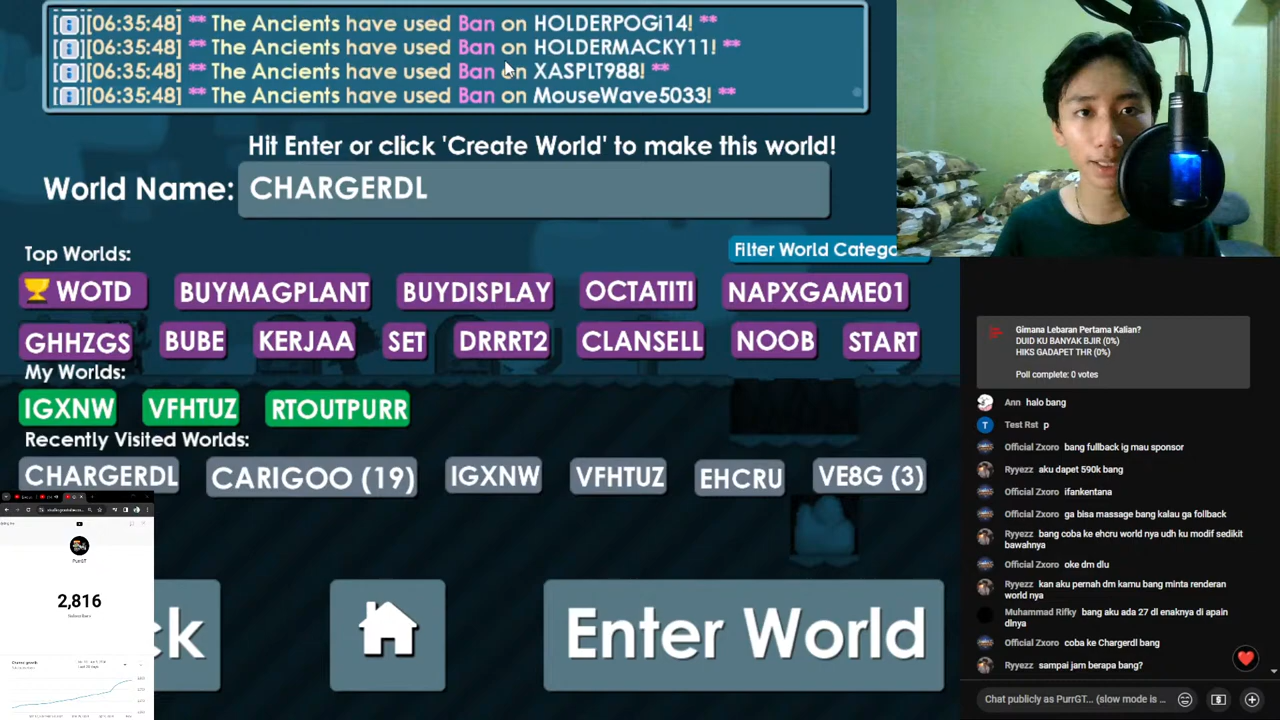 [06:35:48] ** The Ancients have used Ban on HOLDERPOGi14! **
[06:35:48] ** The Ancients have used Ban on HOLDERMACKY11! **
[06:35:48] ** The Ancients have used Ban on XASPLT988! **
[06:35:48] ** The Ancients have used Ban on MouseWave5033! **
Hit Enter or click 'Create World' to make this world!
World Name: CHARGERDL
Top Worlds:
Filter World Catego
WOTD BUYMAGPLANT BUYDISPLAY OCTATITI NAPXGAME01
GHHZGS BUBE KERJAA SET DRRRT2 CLANSELL NOOB START
My Worlds:
IGXNW VFHTUZ RTOUTPURR
Recently Visited Worlds:
CHARGERDL CARIGOO (19) IGXNW VFHTUZ EHCRU VE8G (3)
PurrGT
2,816
ck
Enter World
Gimana Lebaran Pertama Kalian?
DUID KU BANYAK BJIR (0%)
HIKS GADAPET THR (0%)
Poll complete: 0 votes
Ann halo bang
Test Rst p
Official Zxoro bang fullback ig mau sponsor
Ryyezz aku dapet 590k bang
Official Zxoro ifankentana
Official Zxoro ga bisa massage bang kalau ga follback
Ryyezz bang coba ke ehcru world nya udh ku modif sedikit
bawahnya
Official Zxoro oke dm dlu
Ryyezz kan aku pernah dm kamu bang minta renderan
world nya
Muhammad Rifky bang aku ada 27 dl enaknya di apain
dlnya
Official Zxoro coba ke Chargerdl bang
Ryyezz sampai jam berapa bang?
Chat publicly as PurrGT... (slow mode is ...